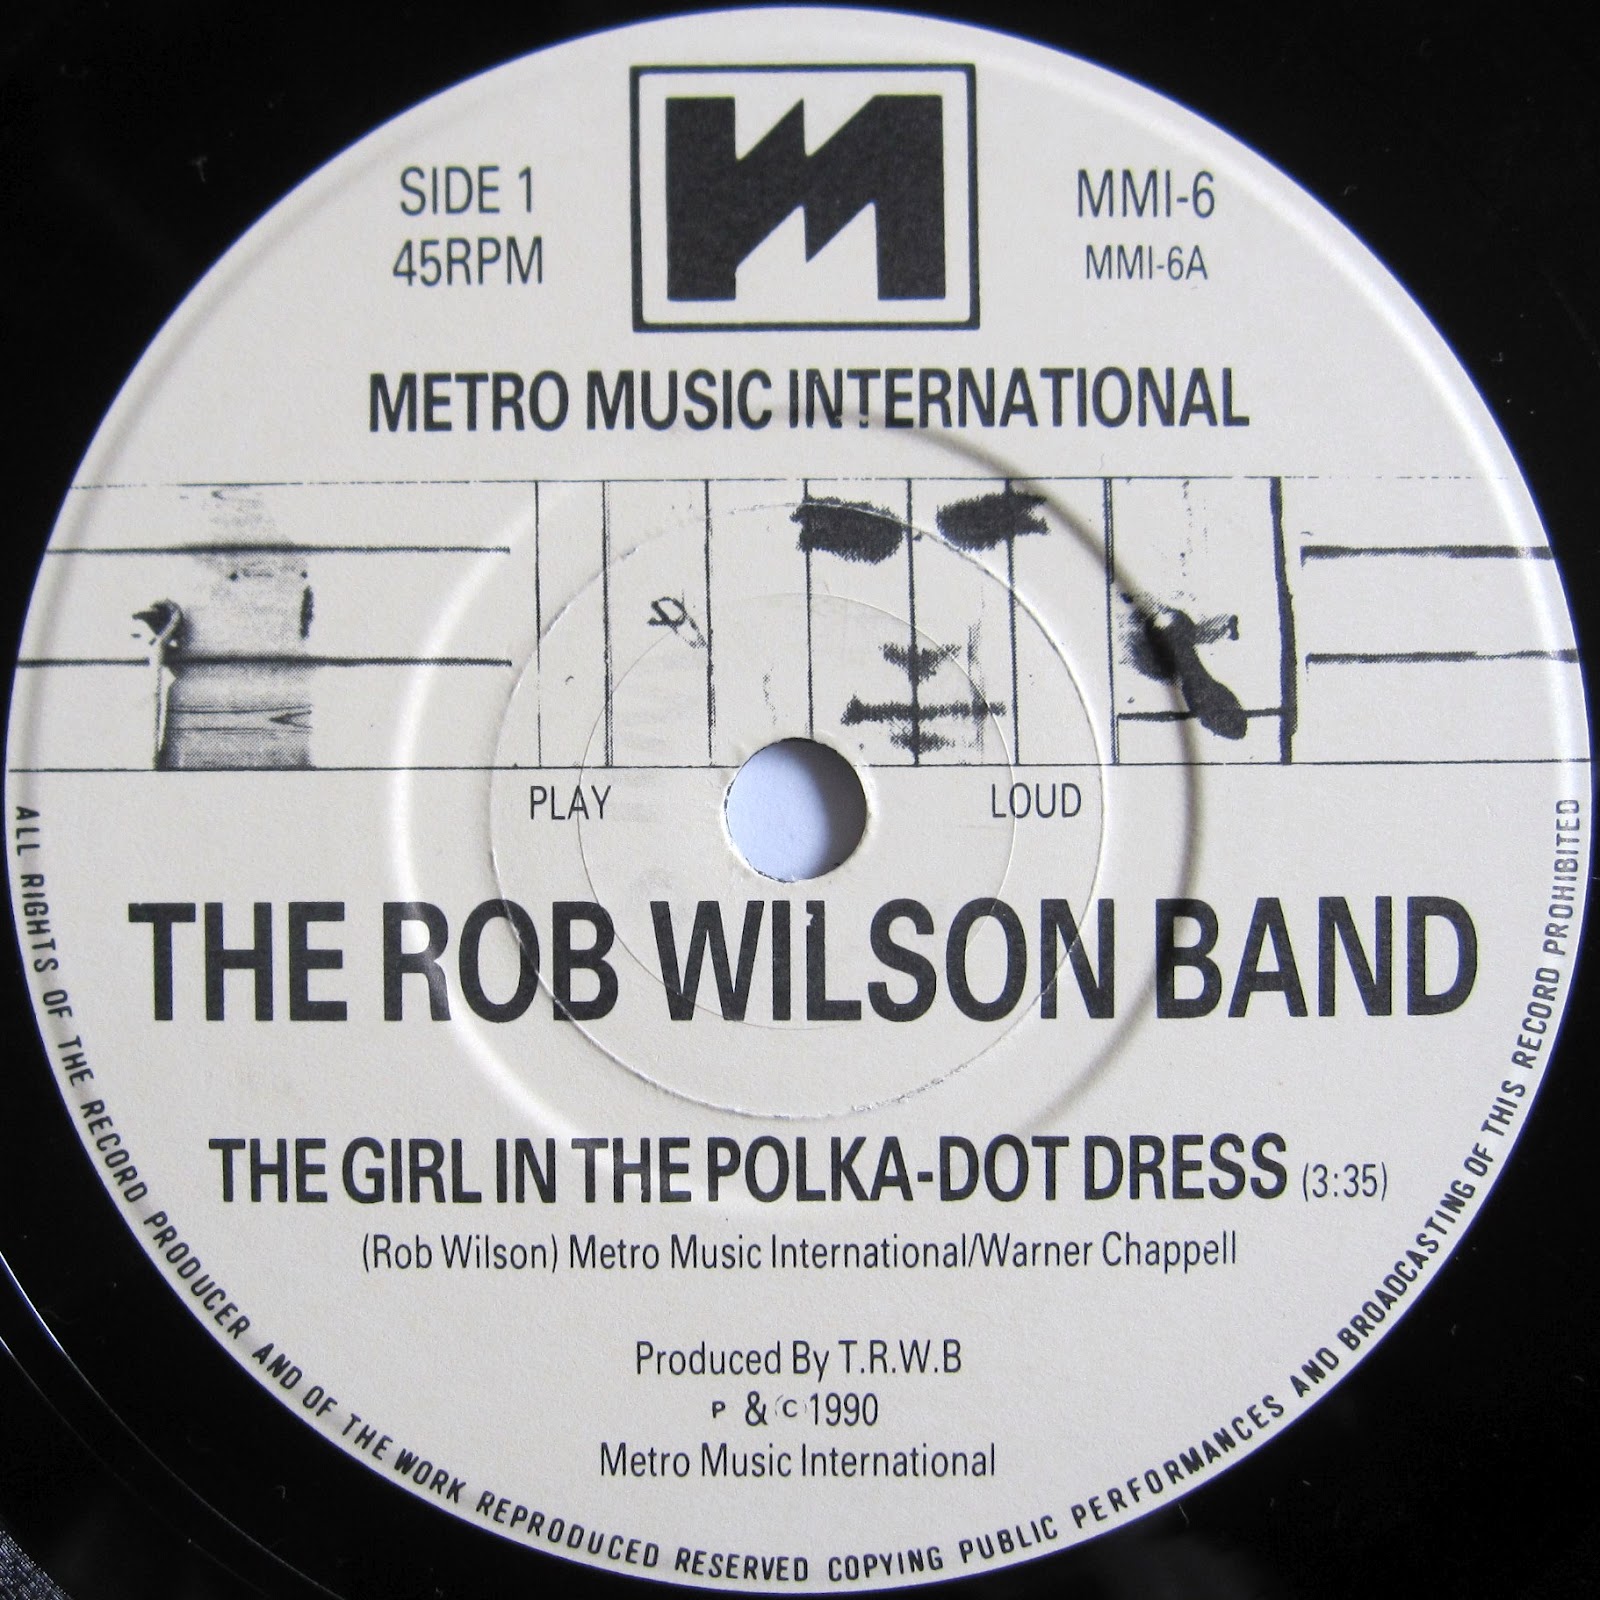 SIDE 1
45RPM
MMI-6
MMI-6A
METRO MUSIC INTERNATIONAL
PLAY LOUD
THE ROB WILSON BAND
THE GIRL IN THE POLKA-DOT DRESS (3:35)
(Rob Wilson) Metro Music International/Warner Chappell
Produced By T.R.W.B
P & © 1990
Metro Music International
ALL RIGHTS OF THE RECORD PRODUCER AND OF THE WORK REPRODUCED RESERVED COPYING PUBLIC PERFORMANCES AND BROADCASTING OF THIS RECORD PROHIBITED